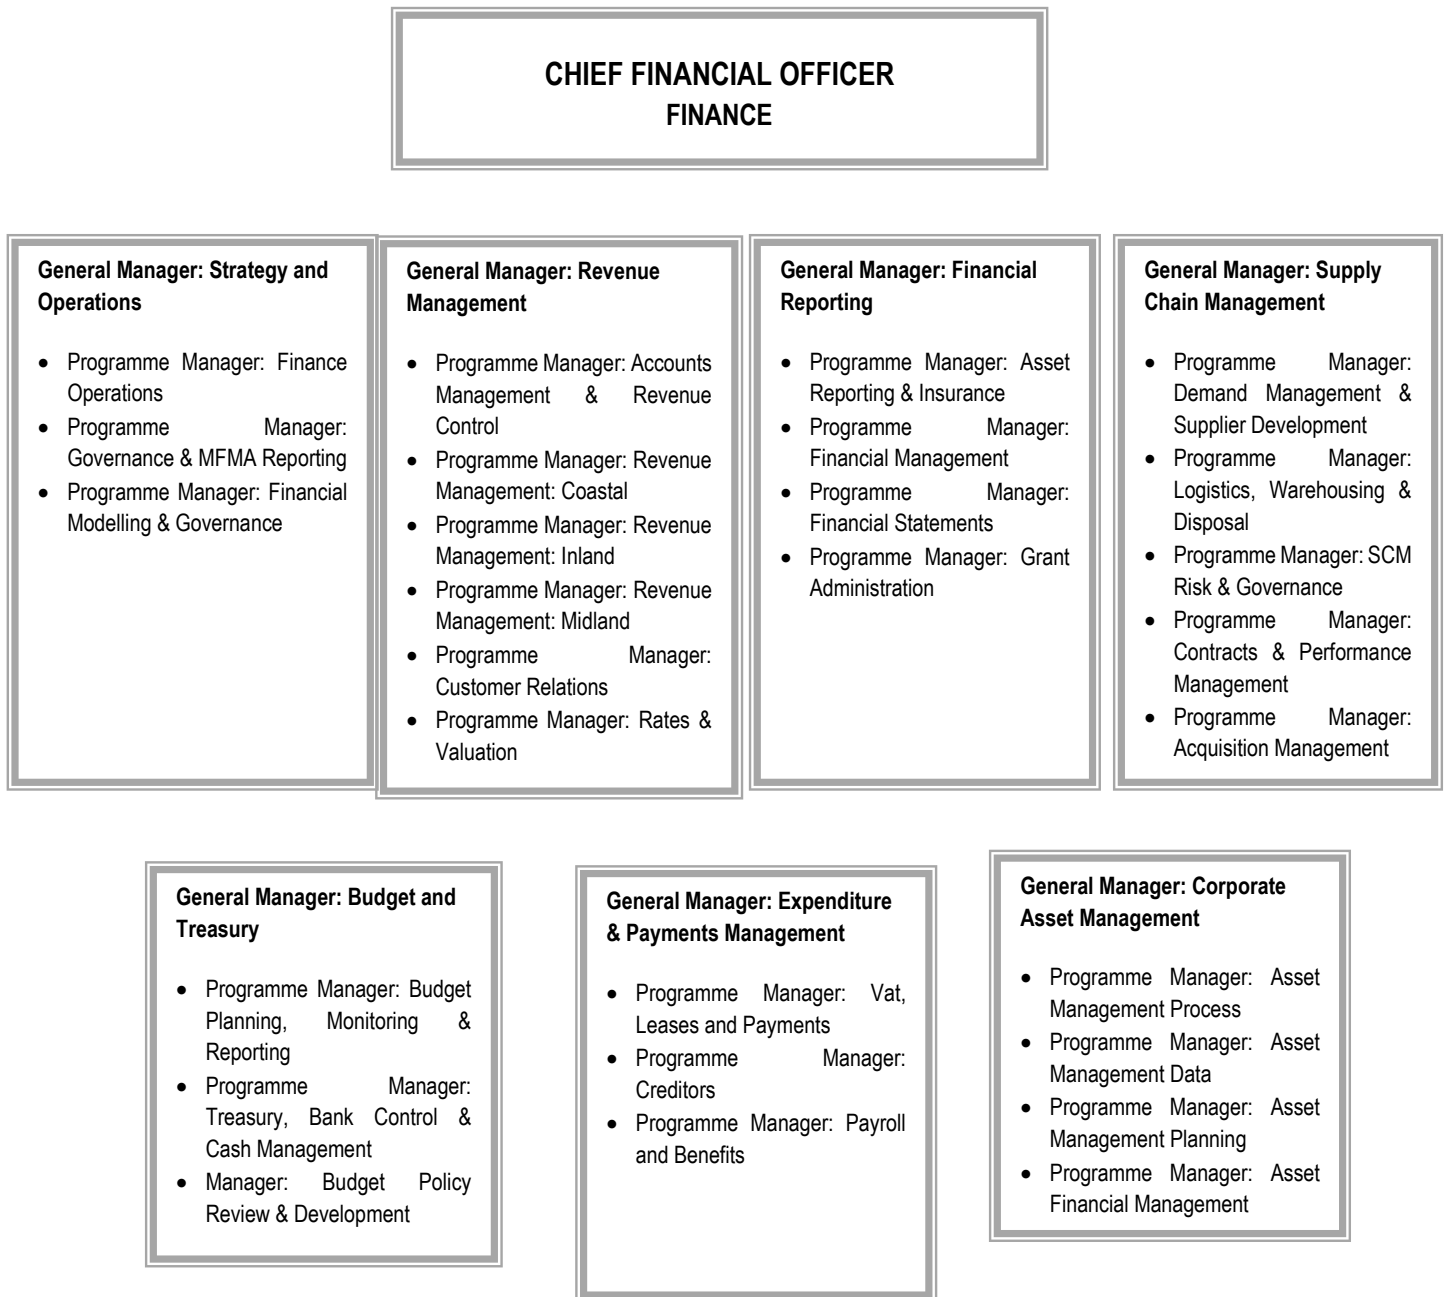 CHIEF FINANCIAL OFFICER
FINANCE
General Manager: Strategy and
Operations
• Programme Manager: Finance
Operations
• Programme Manager:
Governance & MFMA Reporting
• Programme Manager: Financial
Modelling & Governance
General Manager: Revenue
Management
• Programme Manager: Accounts
Management & Revenue
Control
• Programme Manager: Revenue
Management: Coastal
• Programme Manager: Revenue
Management: Inland
• Programme Manager: Revenue
Management: Midland
• Programme Manager:
Customer Relations
• Programme Manager: Rates &
Valuation
General Manager: Financial
Reporting
• Programme Manager: Asset
Reporting & Insurance
• Programme Manager:
Financial Management
• Programme Manager:
Financial Statements
• Programme Manager: Grant
Administration
General Manager: Supply
Chain Management
• Programme Manager:
Demand Management &
Supplier Development
• Programme Manager:
Logistics, Warehousing &
Disposal
• Programme Manager: SCM
Risk & Governance
• Programme Manager:
Contracts & Performance
Management
• Programme Manager:
Acquisition Management
General Manager: Budget and
Treasury
• Programme Manager: Budget
Planning, Monitoring &
Reporting
• Programme Manager:
Treasury, Bank Control &
Cash Management
• Manager: Budget Policy
Review & Development
General Manager: Expenditure
& Payments Management
• Programme Manager: Vat,
Leases and Payments
• Programme Manager:
Creditors
• Programme Manager: Payroll
and Benefits
General Manager: Corporate
Asset Management
• Programme Manager: Asset
Management Process
• Programme Manager: Asset
Management Data
• Programme Manager: Asset
Management Planning
• Programme Manager: Asset
Financial Management